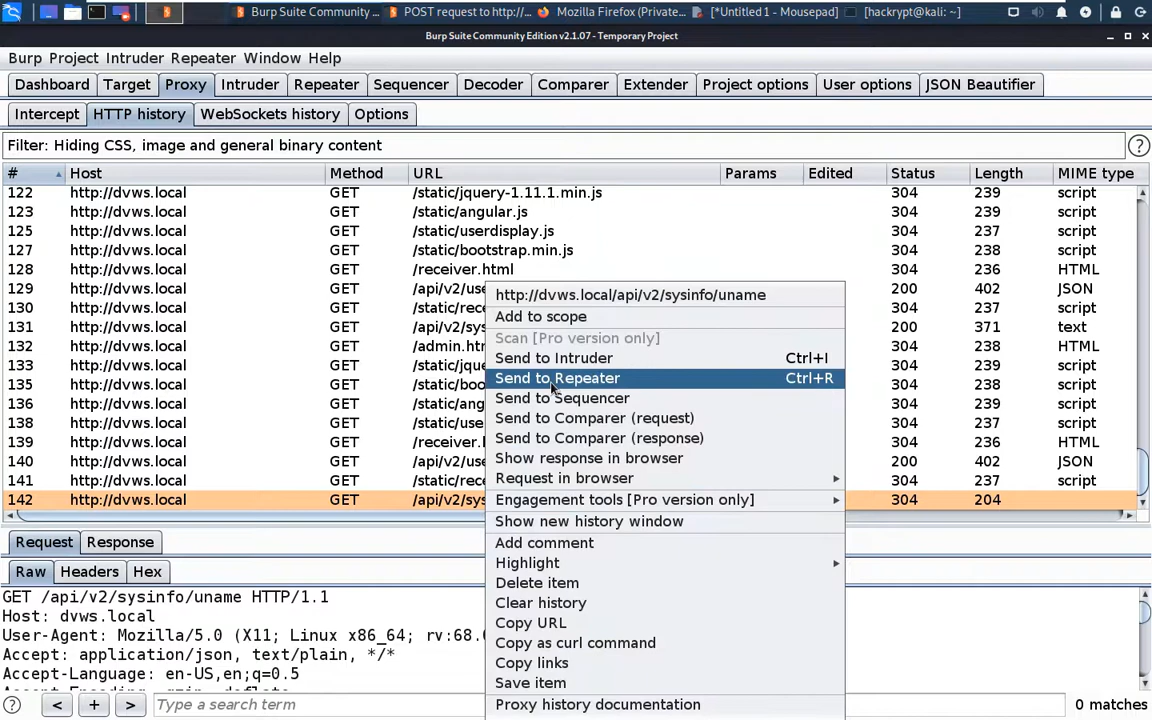 Burp Suite Community ...
POST request to http://...
Mozilla Firefox (Private...
[*Untitled 1 - Mousepad]
[hackrypt@kali: ~]
Burp Suite Community Edition v2.1.07 - Temporary Project
Burp Project Intruder Repeater Window Help
Dashboard Target Proxy Intruder Repeater Sequencer Decoder Comparer Extender Project options User options JSON Beautifier
Intercept HTTP history WebSockets history Options
Filter: Hiding CSS, image and general binary content ?
# Host Method URL Params Edited Status Length MIME type
122 http://dvws.local GET /static/jquery-1.11.1.min.js 304 239 script
123 http://dvws.local GET /static/angular.js 304 239 script
125 http://dvws.local GET /static/userdisplay.js 304 237 script
127 http://dvws.local GET /static/bootstrap.min.js 304 238 script
128 http://dvws.local GET /receiver.html 304 236 HTML
129 http://dvws.local GET /api/v2/use 200 402 JSON
130 http://dvws.local GET /static/rec 304 237 script
131 http://dvws.local GET /api/v2/sys 200 371 text
132 http://dvws.local GET /admin.htm 304 238 HTML
133 http://dvws.local GET /static/jque 304 239 script
135 http://dvws.local GET /static/boo 304 238 script
136 http://dvws.local GET /static/ang 304 239 script
138 http://dvws.local GET /static/use 304 237 script
139 http://dvws.local GET /receiver.h 304 236 HTML
140 http://dvws.local GET /api/v2/use 200 402 JSON
141 http://dvws.local GET /static/rec 304 237 script
142 http://dvws.local GET /api/v2/sys 304 204
http://dvws.local/api/v2/sysinfo/uname
Add to scope
Scan [Pro version only]
Send to Intruder Ctrl+I
Send to Repeater Ctrl+R
Send to Sequencer
Send to Comparer (request)
Send to Comparer (response)
Show response in browser
Request in browser
Engagement tools [Pro version only]
Show new history window
Add comment
Highlight
Delete item
Clear history
Copy URL
Copy as curl command
Copy links
Save item
Proxy history documentation
Request Response
Raw Headers Hex
GET /api/v2/sysinfo/uname HTTP/1.1
Host: dvws.local
User-Agent: Mozilla/5.0 (X11; Linux x86_64; rv:68.
Accept: application/json, text/plain, */*
Accept-Language: en-US,en;q=0.5
? < + > Type a search term 0 matches